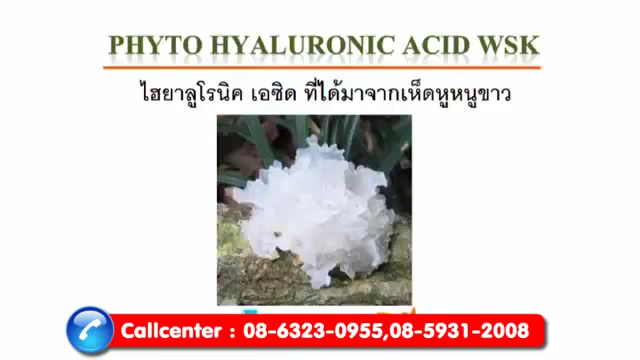 PHYTO HYALURONIC ACID WSK
ไฮยาลูโรนิค เอซิด ที่ได้มาจากเห็ดหูหนูขาว
Callcenter : 08-6323-0955,08-5931-2008